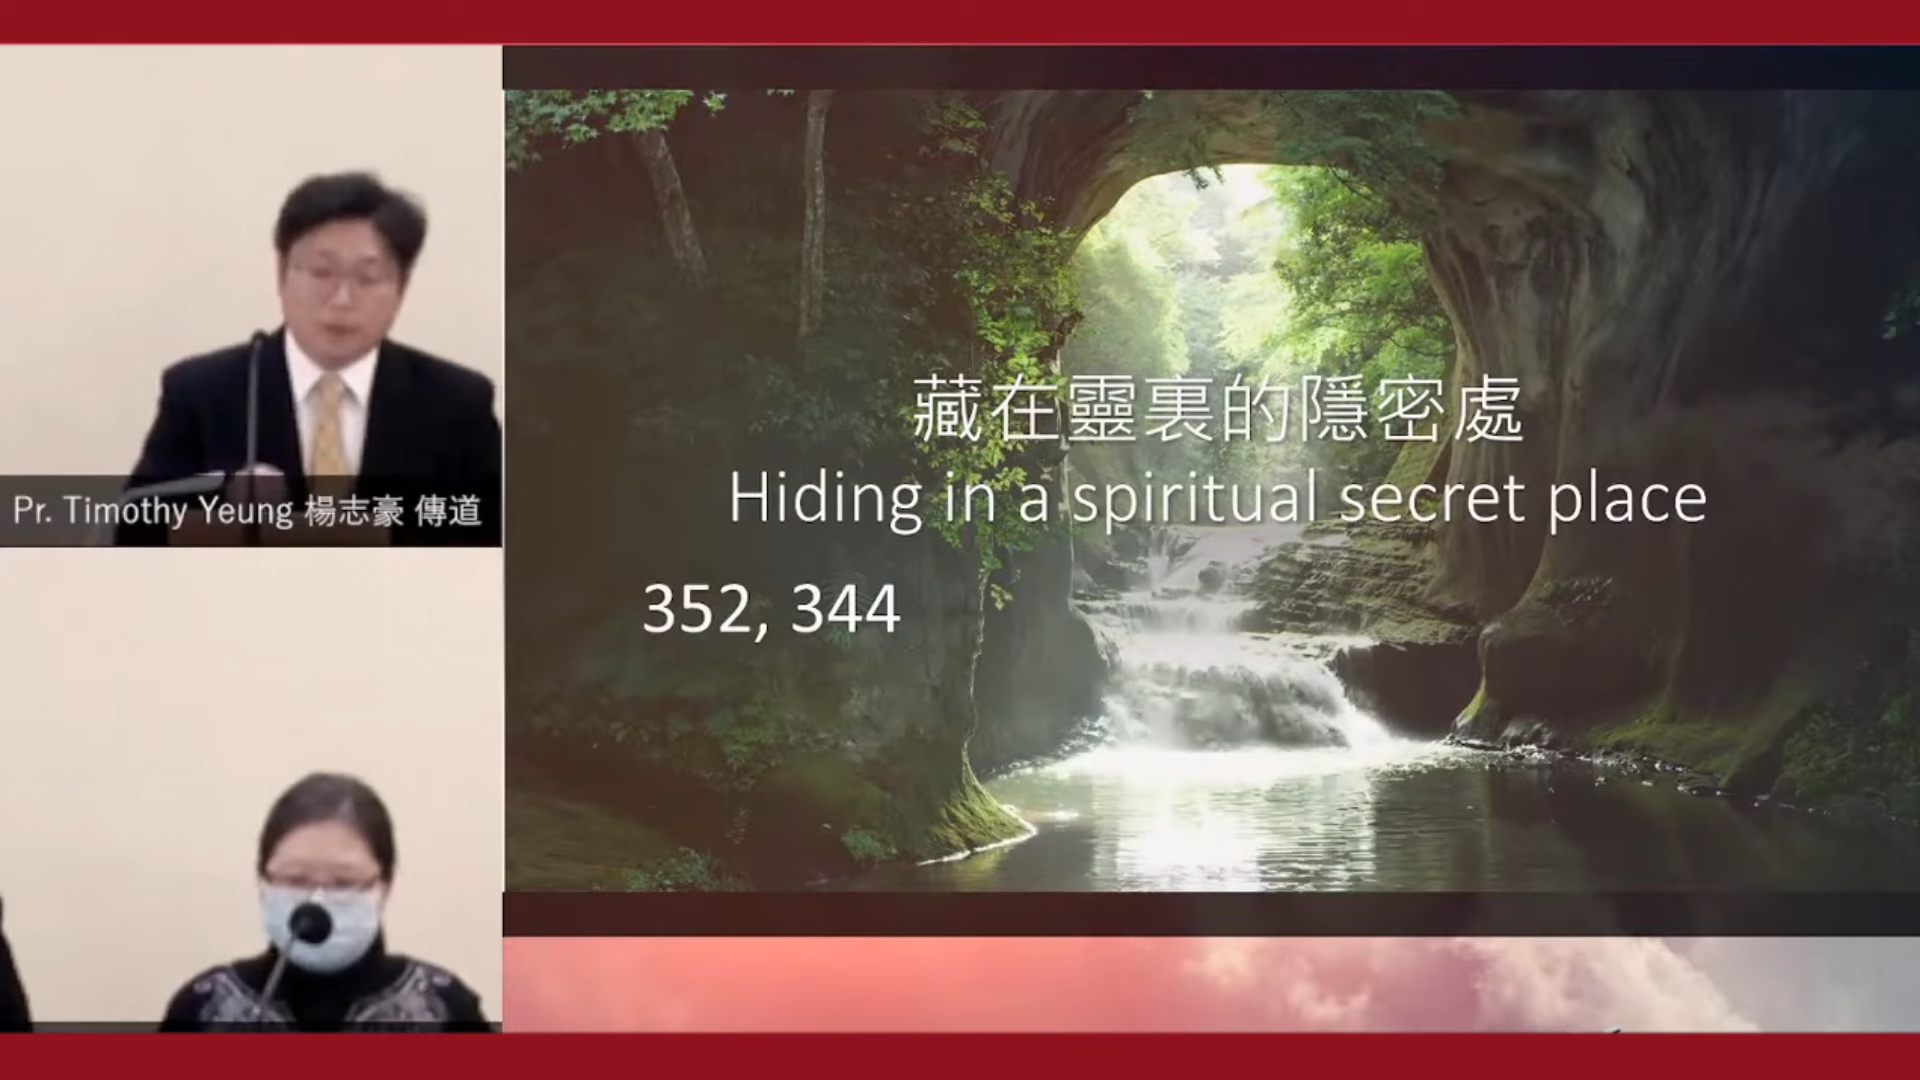 Pr. Timothy Yeung 楊志豪 傳道
藏在靈裏的隱密處
Hiding in a spiritual secret place
352, 344